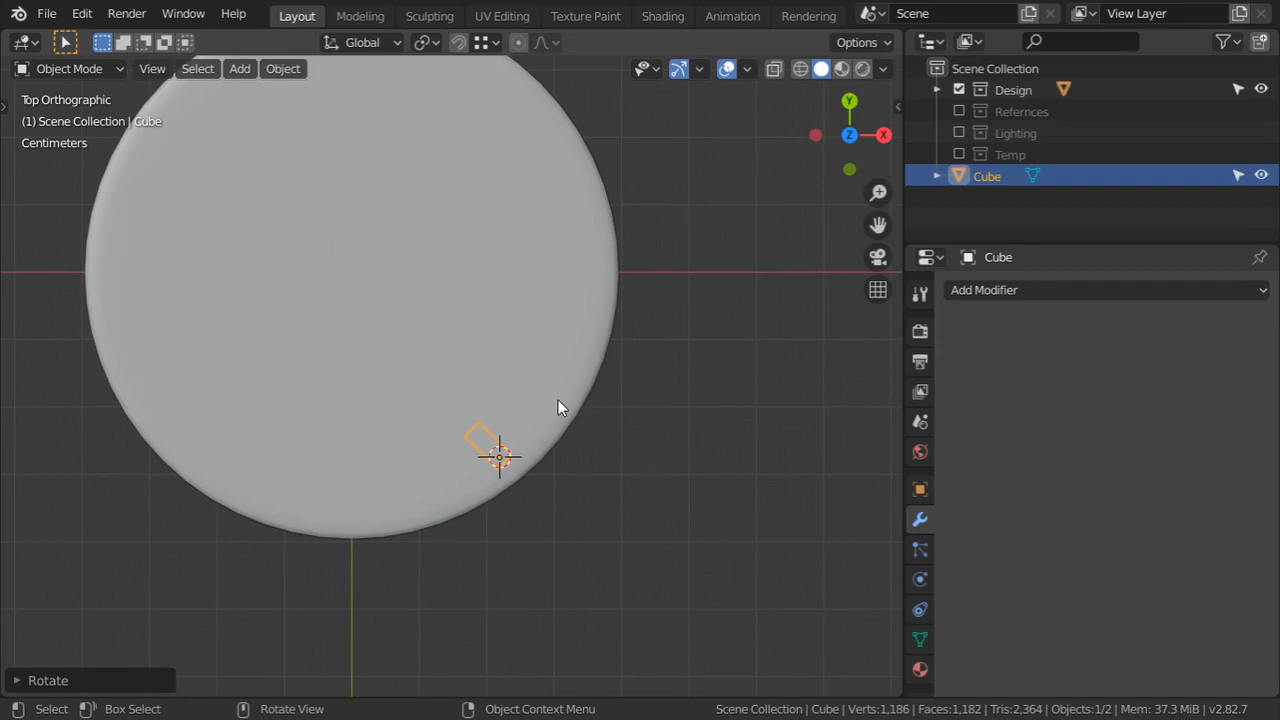 File Edit Render Window Help Layout Modeling Sculpting UV Editing Texture Paint Shading Animation Rendering Scene View Layer
Global Options
Object Mode View Select Add Object
Scene Collection
Top Orthographic
(1) Scene Collection | Cube
Centimeters
Y
Z
X
Design
Refernces
Lighting
Temp
Cube
Cube
Add Modifier
Rotate
Select Box Select Rotate View Object Context Menu Scene Collection | Cube | Verts:1,186 | Faces:1,182 | Tris:2,364 | Objects:1/2 | Mem: 37.3 MiB | v2.82.7